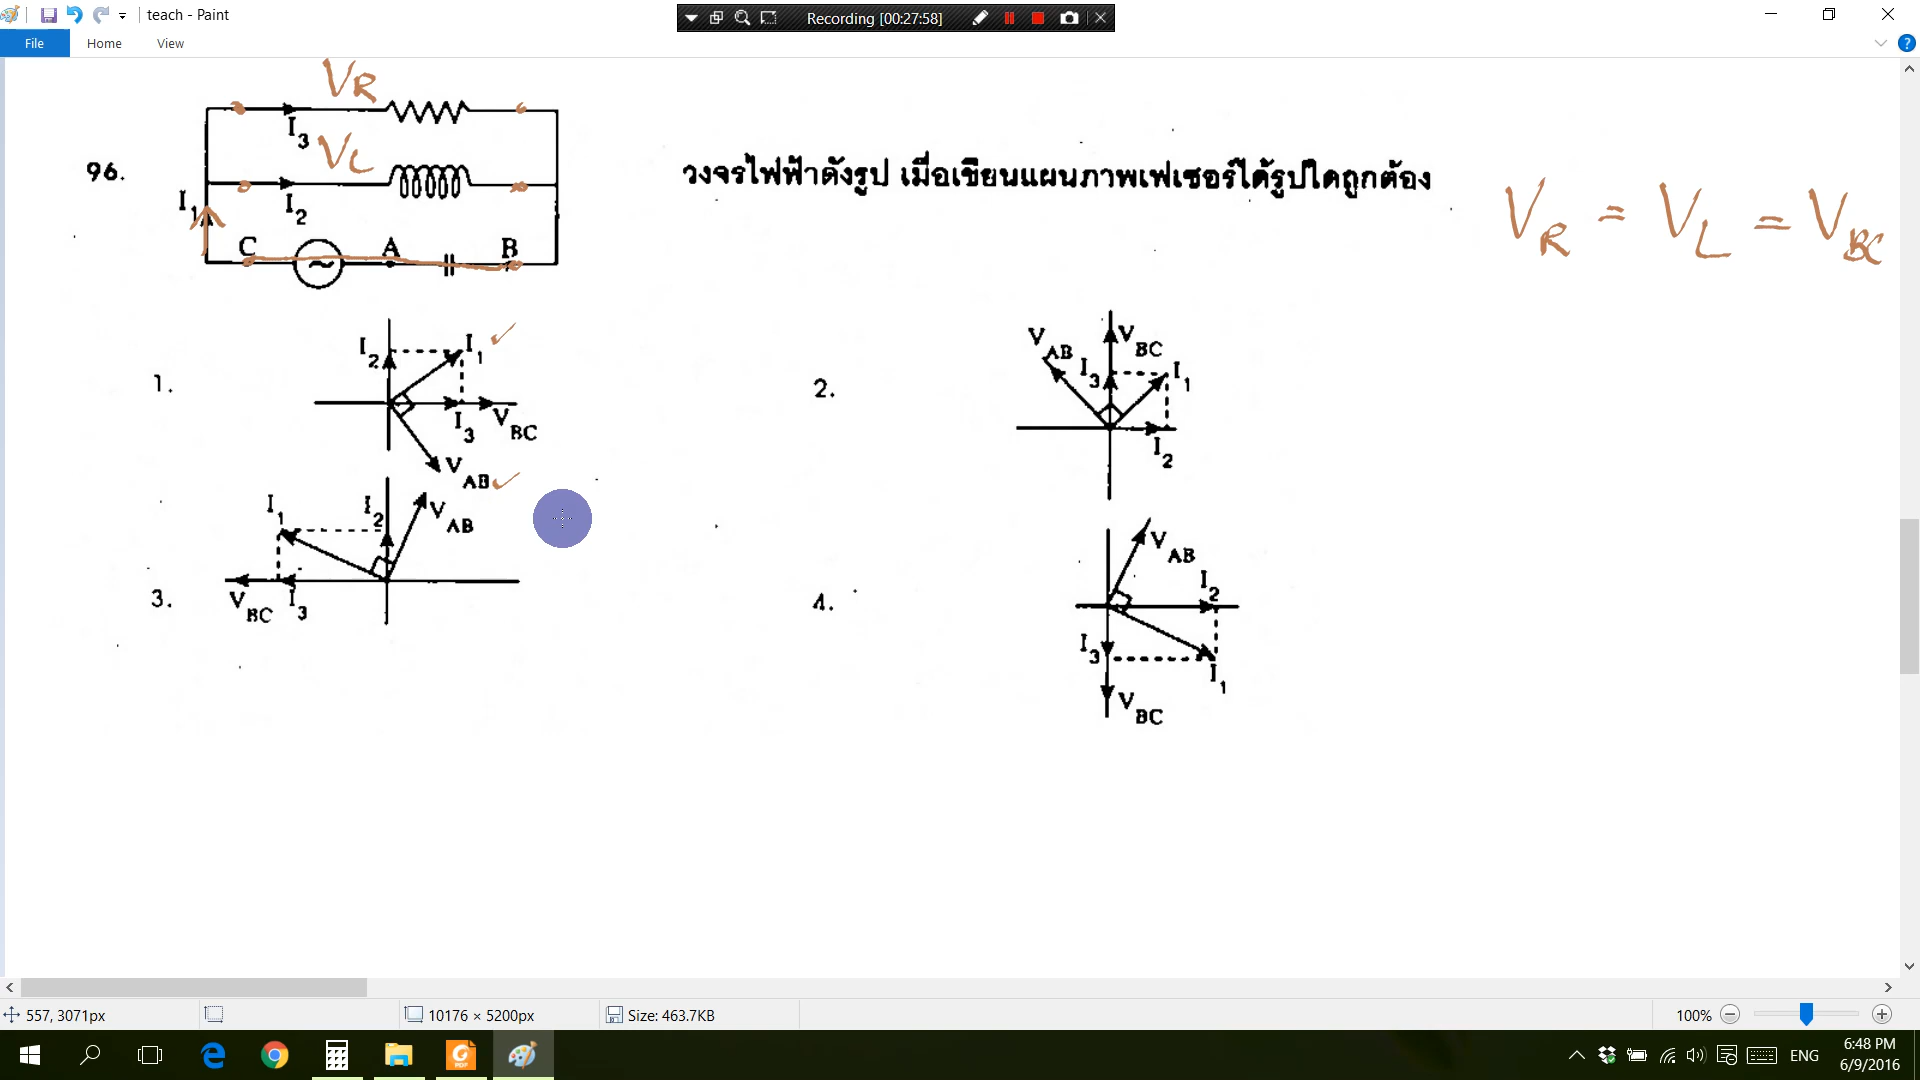 teach - Paint
Recording [00:27:58]
File Home View
VR
I3
VL
96.
วงจรไฟฟ้าดังรูป เมื่อเขียนแผนภาพเฟเซอร์ได้รูปใดถูกต้อง
I1
I2
C A B
VR = VL = VBC
1.
I2 I1
I3 VBC
VAB
2.
VAB VBC
I3 I1
I2
3.
I1 I2 VAB
VBC I3
4.
VAB
I2
I3
I1
VBC
557, 3071px
10176 × 5200px
Size: 463.7KB
100%
ENG
6:48 PM
6/9/2016